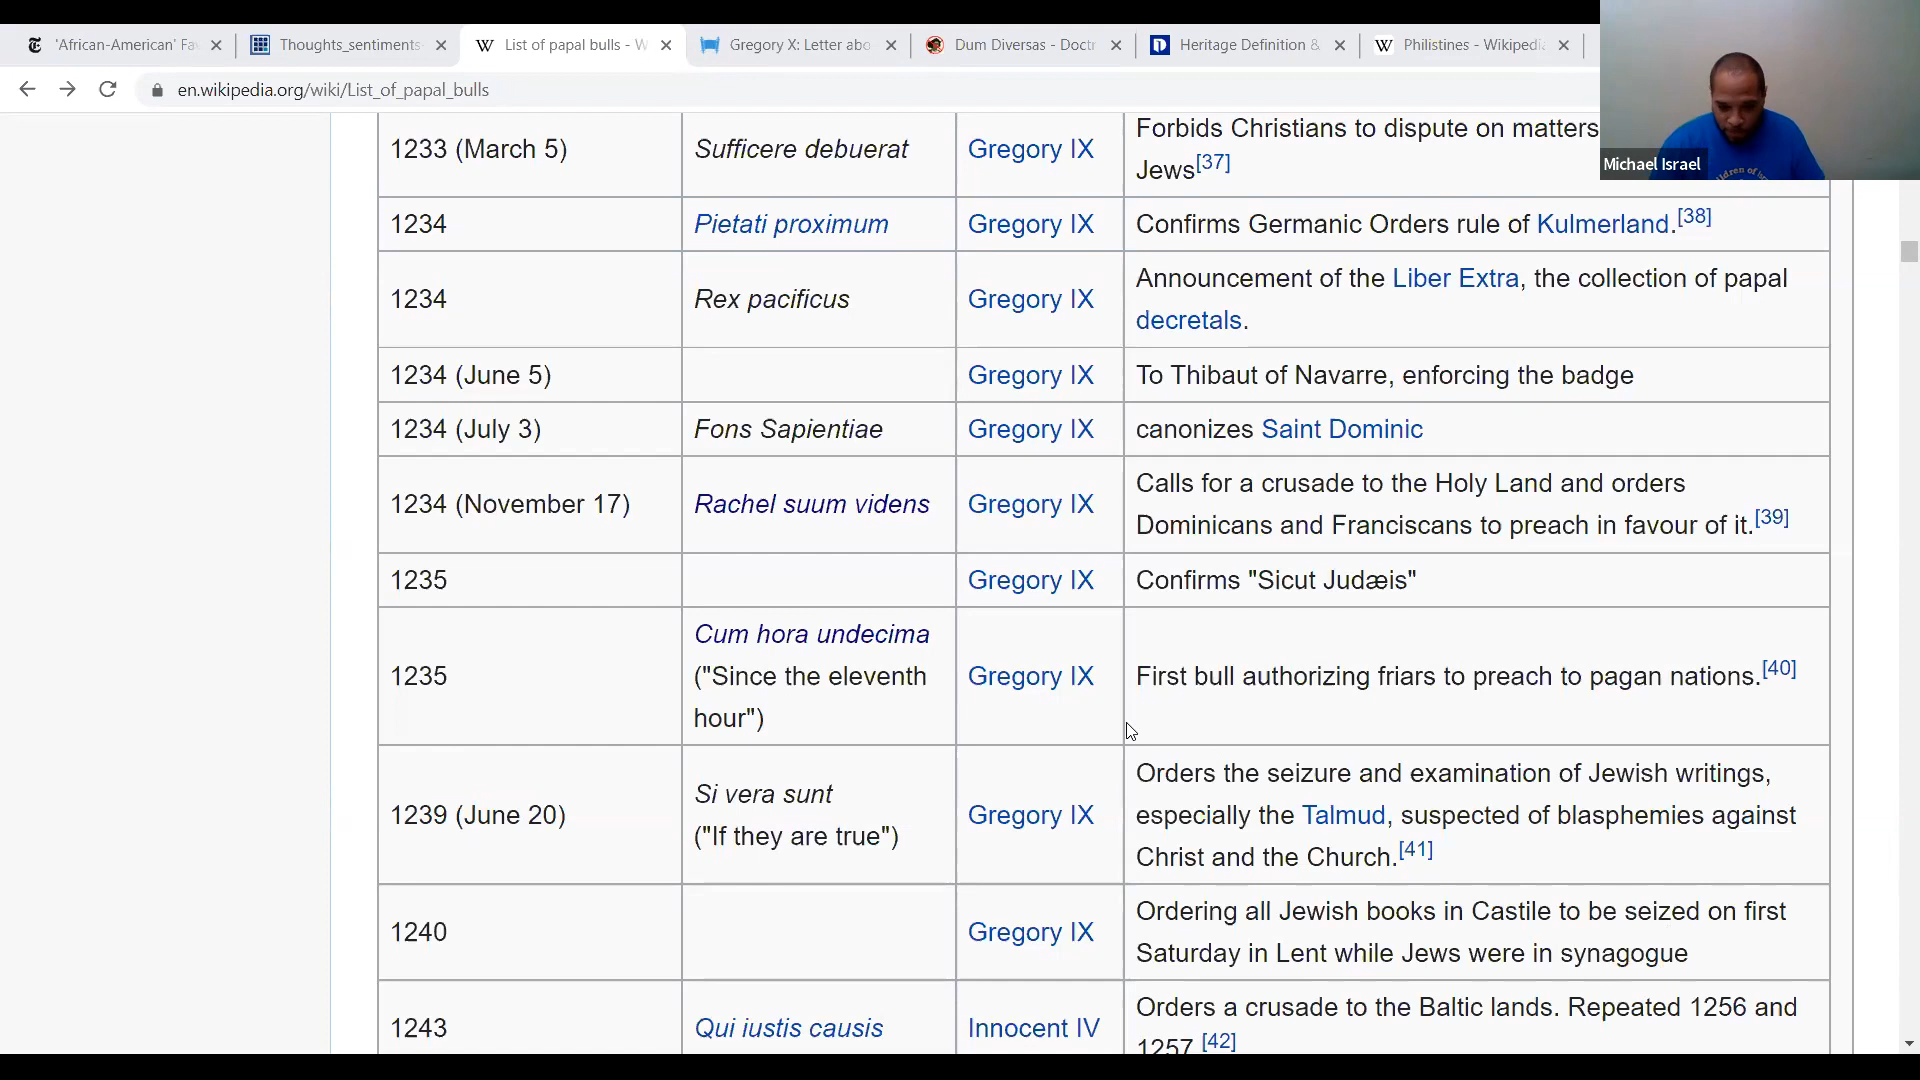 'African-American' Fa
Thoughts_sentiments
List of papal bulls - W
Gregory X: Letter abo
Dum Diversas - Doctr
Heritage Definition &
Philistines - Wikipedi
en.wikipedia.org/wiki/List_of_papal_bulls
Michael Israel
1233 (March 5)
Sufficere debuerat
Gregory IX
Forbids Christians to dispute on matters
Jews[37]
1234
Pietati proximum
Gregory IX
Confirms Germanic Orders rule of Kulmerland.[38]
1234
Rex pacificus
Gregory IX
Announcement of the Liber Extra, the collection of papal
decretals.
1234 (June 5)
Gregory IX
To Thibaut of Navarre, enforcing the badge
1234 (July 3)
Fons Sapientiae
Gregory IX
canonizes Saint Dominic
1234 (November 17)
Rachel suum videns
Gregory IX
Calls for a crusade to the Holy Land and orders
Dominicans and Franciscans to preach in favour of it.[39]
1235
Gregory IX
Confirms "Sicut Judæis"
1235
Cum hora undecima
("Since the eleventh
hour")
Gregory IX
First bull authorizing friars to preach to pagan nations.[40]
1239 (June 20)
Si vera sunt
("If they are true")
Gregory IX
Orders the seizure and examination of Jewish writings,
especially the Talmud, suspected of blasphemies against
Christ and the Church.[41]
1240
Gregory IX
Ordering all Jewish books in Castile to be seized on first
Saturday in Lent while Jews were in synagogue
1243
Qui iustis causis
Innocent IV
Orders a crusade to the Baltic lands. Repeated 1256 and
1257.[42]